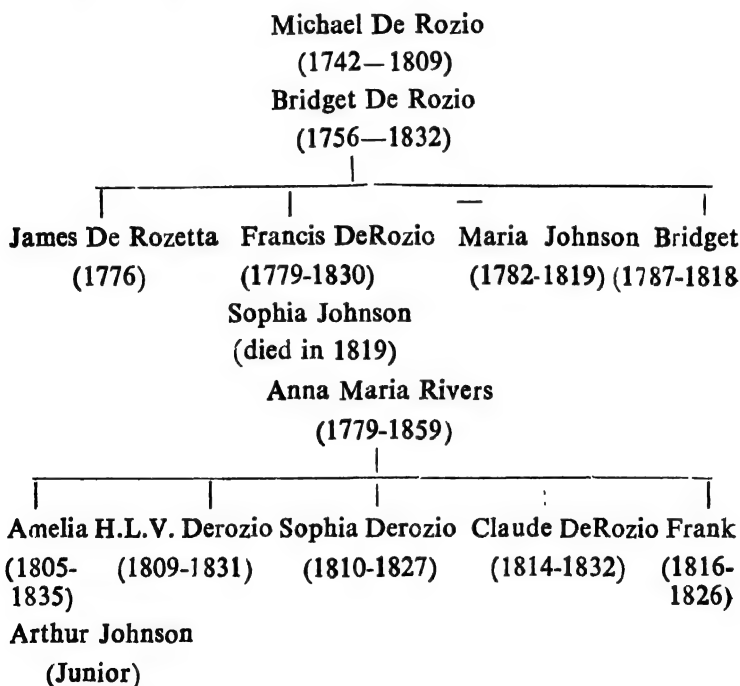 Michael De Rozio
(1742—1809)
Bridget De Rozio
(1756—1832)
James De Rozetta Francis DeRozio Maria Johnson Bridget
(1776) (1779-1830) (1782-1819) (1787-1818
Sophia Johnson
(died in 1819)
Anna Maria Rivers
(1779-1859)
Amelia H.L.V. Derozio Sophia Derozio Claude DeRozio Frank
(1805- (1809-1831) (1810-1827) (1814-1832) (1816-
1835) 1826)
Arthur Johnson
(Junior)